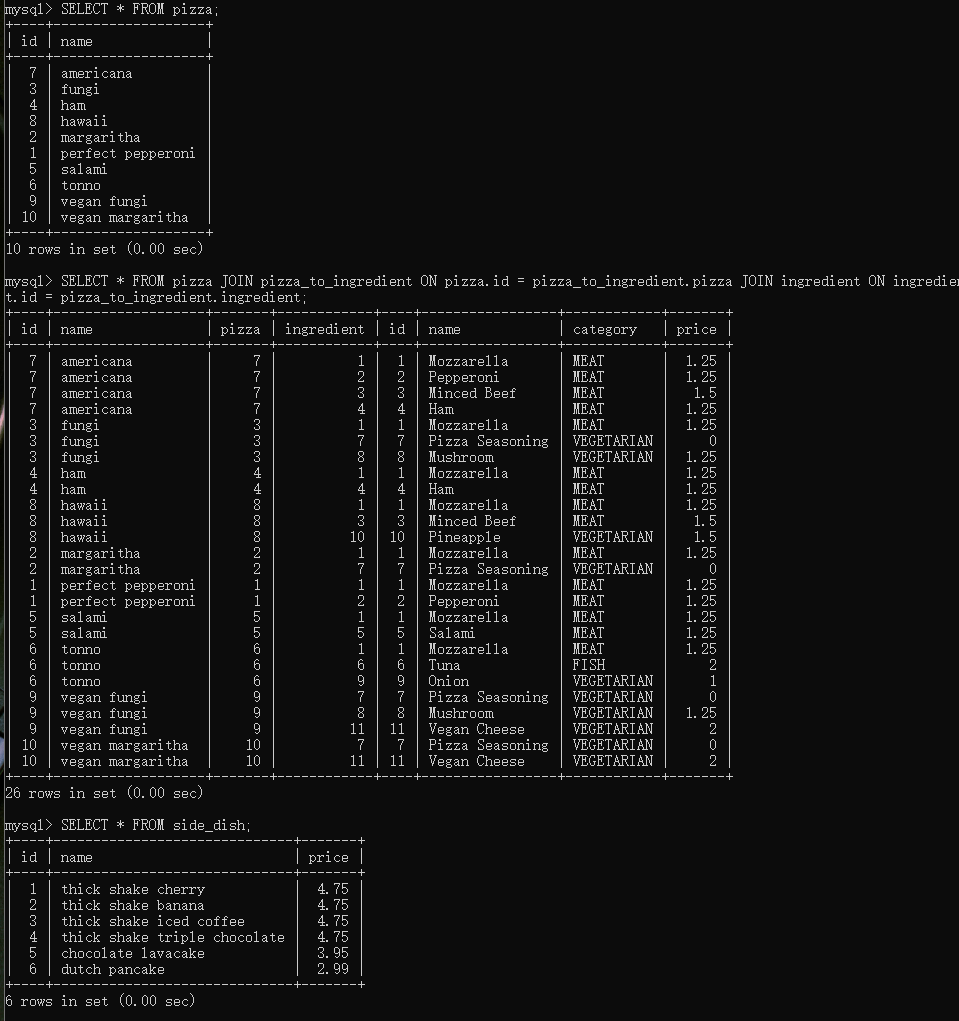 mysql> SELECT * FROM pizza;
+----+-------------------+
| id | name              |
+----+-------------------+
|  7 | americana         |
|  3 | fungi             |
|  4 | ham               |
|  8 | hawaii            |
|  2 | margaritha        |
|  1 | perfect pepperoni |
|  5 | salami            |
|  6 | tonno             |
|  9 | vegan fungi       |
| 10 | vegan margaritha  |
+----+-------------------+
10 rows in set (0.00 sec)
mysql> SELECT * FROM pizza JOIN pizza_to_ingredient ON pizza.id = pizza_to_ingredient.pizza JOIN ingredient ON ingredien
t.id = pizza_to_ingredient.ingredient;
+----+-------------------+-------+------------+----+-----------------+------------+-------+
| id | name              | pizza | ingredient | id | name            | category   | price |
+----+-------------------+-------+------------+----+-----------------+------------+-------+
|  7 | americana         |     7 |          1 |  1 | Mozzarella      | MEAT       |  1.25 |
|  7 | americana         |     7 |          2 |  2 | Pepperoni       | MEAT       |  1.25 |
|  7 | americana         |     7 |          3 |  3 | Minced Beef     | MEAT       |   1.5 |
|  7 | americana         |     7 |          4 |  4 | Ham             | MEAT       |  1.25 |
|  3 | fungi             |     3 |          1 |  1 | Mozzarella      | MEAT       |  1.25 |
|  3 | fungi             |     3 |          7 |  7 | Pizza Seasoning | VEGETARIAN |     0 |
|  3 | fungi             |     3 |          8 |  8 | Mushroom        | VEGETARIAN |  1.25 |
|  4 | ham               |     4 |          1 |  1 | Mozzarella      | MEAT       |  1.25 |
|  4 | ham               |     4 |          4 |  4 | Ham             | MEAT       |  1.25 |
|  8 | hawaii            |     8 |          1 |  1 | Mozzarella      | MEAT       |  1.25 |
|  8 | hawaii            |     8 |          3 |  3 | Minced Beef     | MEAT       |   1.5 |
|  8 | hawaii            |     8 |         10 | 10 | Pineapple       | VEGETARIAN |   1.5 |
|  2 | margaritha        |     2 |          1 |  1 | Mozzarella      | MEAT       |  1.25 |
|  2 | margaritha        |     2 |          7 |  7 | Pizza Seasoning | VEGETARIAN |     0 |
|  1 | perfect pepperoni |     1 |          1 |  1 | Mozzarella      | MEAT       |  1.25 |
|  1 | perfect pepperoni |     1 |          2 |  2 | Pepperoni       | MEAT       |  1.25 |
|  5 | salami            |     5 |          1 |  1 | Mozzarella      | MEAT       |  1.25 |
|  5 | salami            |     5 |          5 |  5 | Salami          | MEAT       |  1.25 |
|  6 | tonno             |     6 |          1 |  1 | Mozzarella      | MEAT       |  1.25 |
|  6 | tonno             |     6 |          6 |  6 | Tuna            | FISH       |     2 |
|  6 | tonno             |     6 |          9 |  9 | Onion           | VEGETARIAN |     1 |
|  9 | vegan fungi       |     9 |          7 |  7 | Pizza Seasoning | VEGETARIAN |     0 |
|  9 | vegan fungi       |     9 |          8 |  8 | Mushroom        | VEGETARIAN |  1.25 |
|  9 | vegan fungi       |     9 |         11 | 11 | Vegan Cheese    | VEGETARIAN |     2 |
| 10 | vegan margaritha  |    10 |          7 |  7 | Pizza Seasoning | VEGETARIAN |     0 |
| 10 | vegan margaritha  |    10 |         11 | 11 | Vegan Cheese    | VEGETARIAN |     2 |
+----+-------------------+-------+------------+----+-----------------+------------+-------+
26 rows in set (0.00 sec)
mysql> SELECT * FROM side_dish;
+----+------------------------------+-------+
| id | name                         | price |
+----+------------------------------+-------+
|  1 | thick shake cherry           |  4.75 |
|  2 | thick shake banana           |  4.75 |
|  3 | thick shake iced coffee      |  4.75 |
|  4 | thick shake triple chocolate |  4.75 |
|  5 | chocolate lavacake           |  3.95 |
|  6 | dutch pancake                |  2.99 |
+----+------------------------------+-------+
6 rows in set (0.00 sec)